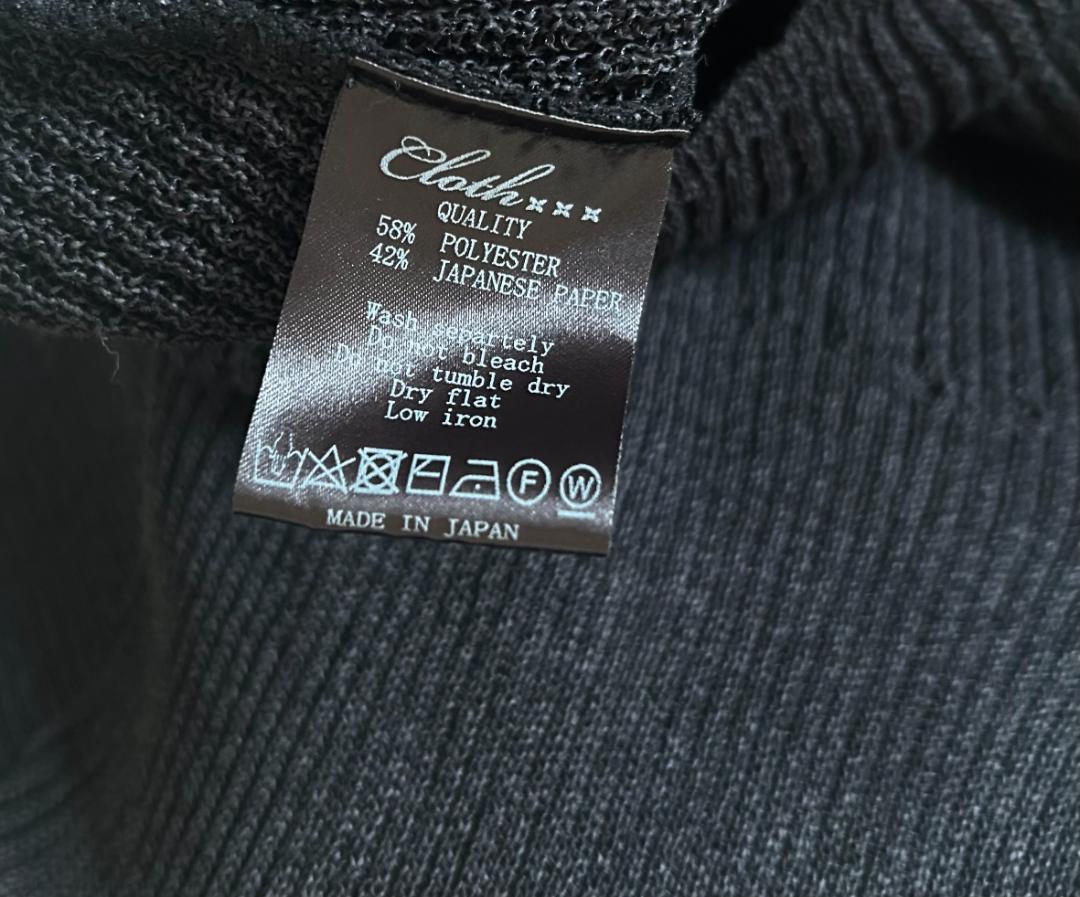 Cloth×××
QUALITY
58% POLYESTER
42% JAPANESE PAPER
Wash separtely
Do not bleach
Do not tumble dry
Dry flat
Low iron
F W
MADE IN JAPAN